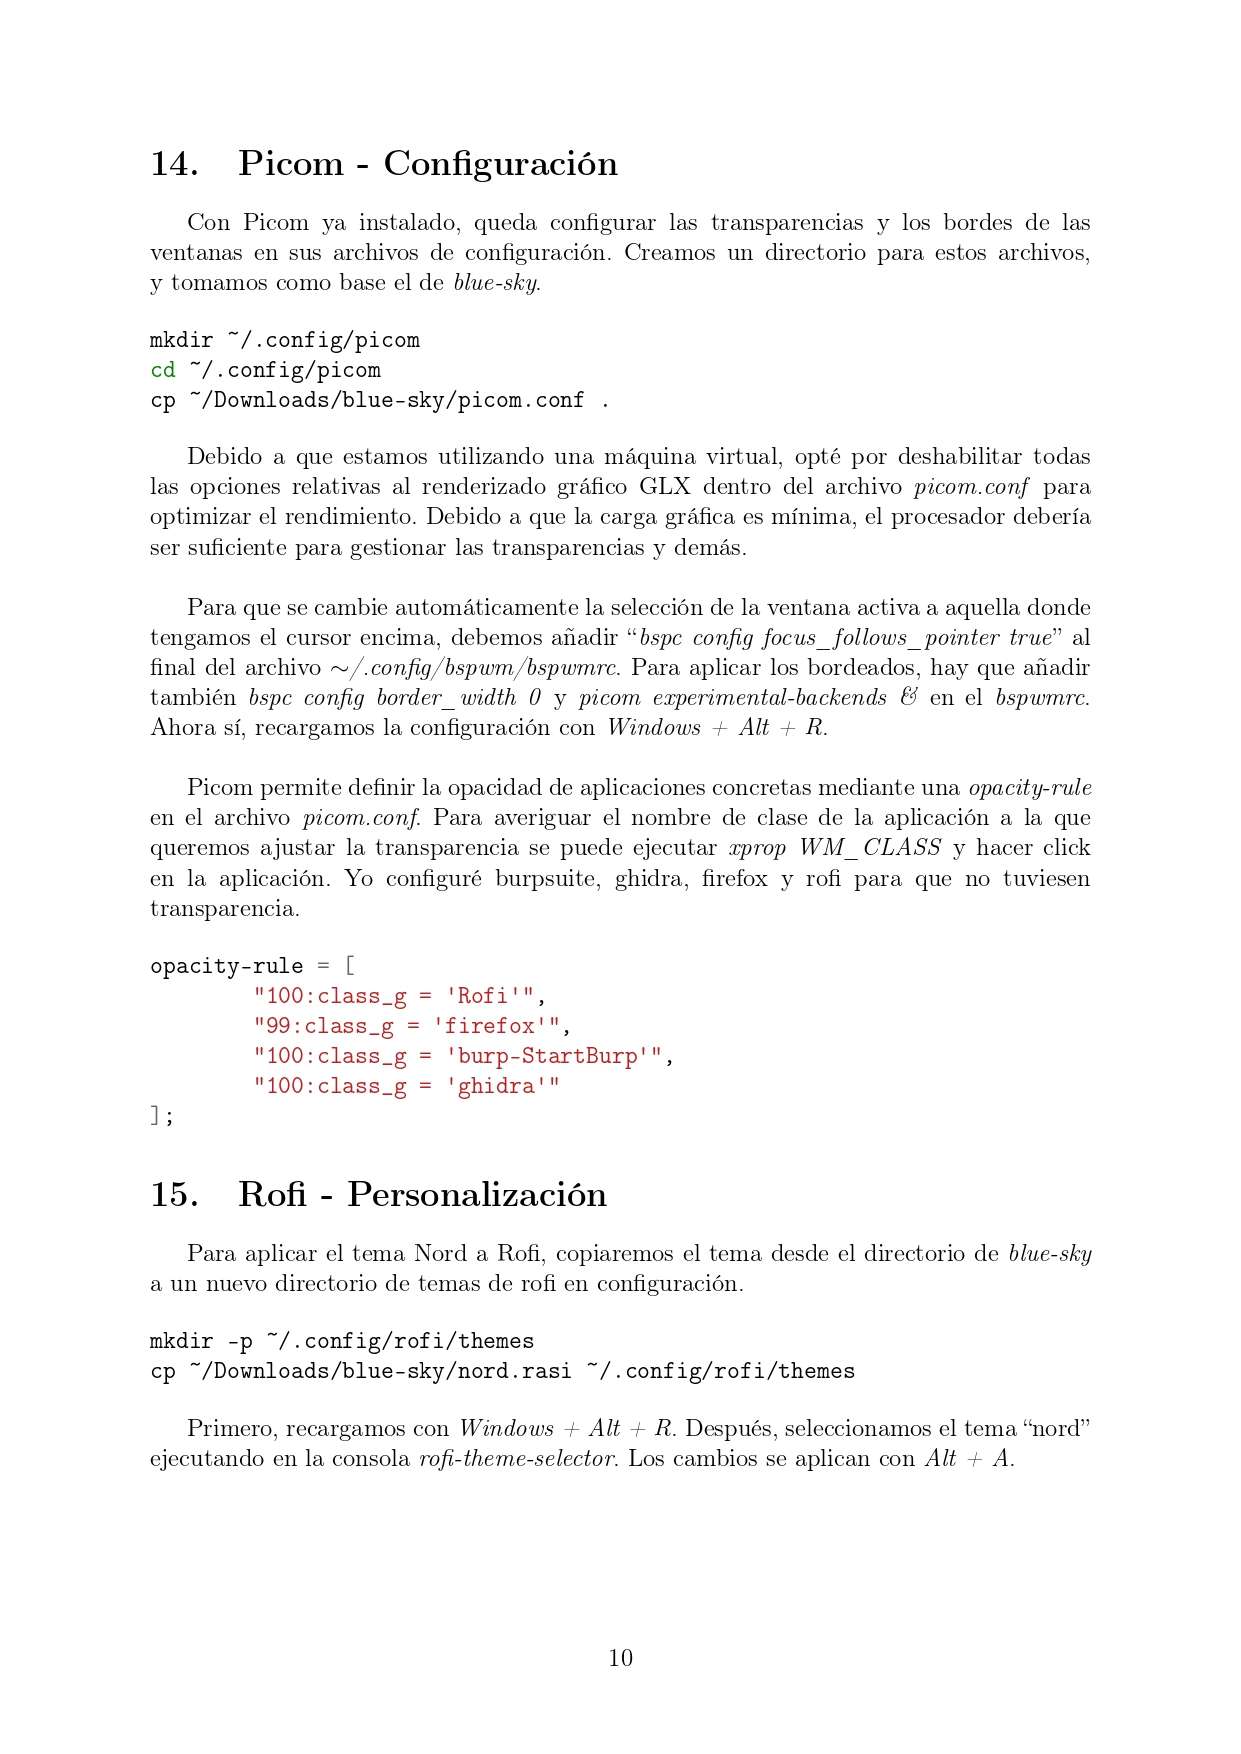 14. Picom - Configuración
Con Picom ya instalado, queda configurar las transparencias y los bordes de las
ventanas en sus archivos de configuración. Creamos un directorio para estos archivos,
y tomamos como base el de blue-sky.
mkdir ~/.config/picom
cd ~/.config/picom
cp ~/Downloads/blue-sky/picom.conf .
Debido a que estamos utilizando una máquina virtual, opté por deshabilitar todas
las opciones relativas al renderizado gráfico GLX dentro del archivo picom.conf para
optimizar el rendimiento. Debido a que la carga gráfica es mínima, el procesador debería
ser suficiente para gestionar las transparencias y demás.
Para que se cambie automáticamente la selección de la ventana activa a aquella donde
tengamos el cursor encima, debemos añadir “bspc config focus_follows_pointer true” al
final del archivo ~/.config/bspwm/bspwmrc. Para aplicar los bordeados, hay que añadir
también bspc config border_width 0 y picom experimental-backends & en el bspwmrc.
Ahora sí, recargamos la configuración con Windows + Alt + R.
Picom permite definir la opacidad de aplicaciones concretas mediante una opacity-rule
en el archivo picom.conf. Para averiguar el nombre de clase de la aplicación a la que
queremos ajustar la transparencia se puede ejecutar xprop WM_CLASS y hacer click
en la aplicación. Yo configuré burpsuite, ghidra, firefox y rofi para que no tuviesen
transparencia.
opacity-rule = [
"100:class_g = 'Rofi'",
"99:class_g = 'firefox'",
"100:class_g = 'burp-StartBurp'",
"100:class_g = 'ghidra'"
];
15. Rofi - Personalización
Para aplicar el tema Nord a Rofi, copiaremos el tema desde el directorio de blue-sky
a un nuevo directorio de temas de rofi en configuración.
mkdir -p ~/.config/rofi/themes
cp ~/Downloads/blue-sky/nord.rasi ~/.config/rofi/themes
Primero, recargamos con Windows + Alt + R. Después, seleccionamos el tema “nord”
ejecutando en la consola rofi-theme-selector. Los cambios se aplican con Alt + A.
10